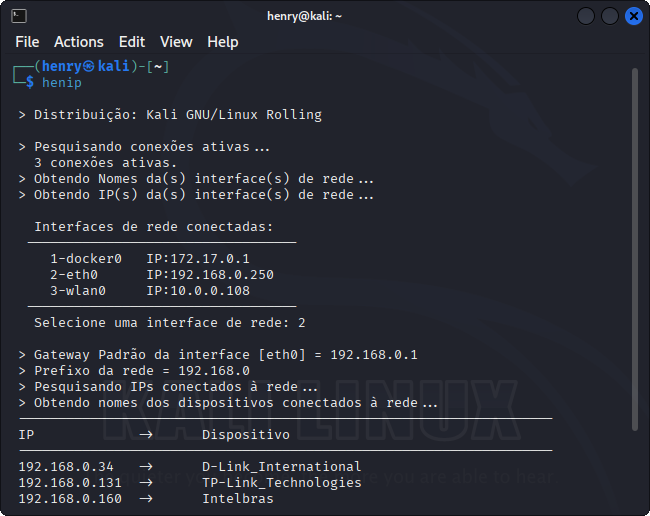 henry@kali: ~
File Actions Edit View Help
┌──(henry㉿kali)-[~]
└─$ henip
> Distribuição: Kali GNU/Linux Rolling
> Pesquisando conexões ativas...
3 conexões ativas.
> Obtendo Nomes da(s) interface(s) de rede...
> Obtendo IP(s) da(s) interface(s) de rede...
Interfaces de rede conectadas:
1-docker0 IP:172.17.0.1
2-eth0 IP:192.168.0.250
3-wlan0 IP:10.0.0.108
Selecione uma interface de rede: 2
> Gateway Padrão da interface [eth0] = 192.168.0.1
> Prefixo da rede = 192.168.0
> Pesquisando IPs conectados à rede...
> Obtendo nomes dos dispositivos conectados à rede...
KALI LINUX
IP -> Dispositivo
192.168.0.34 -> D-Link_International
192.168.0.131 -> TP-Link_Technologies
192.168.0.160 -> Intelbras